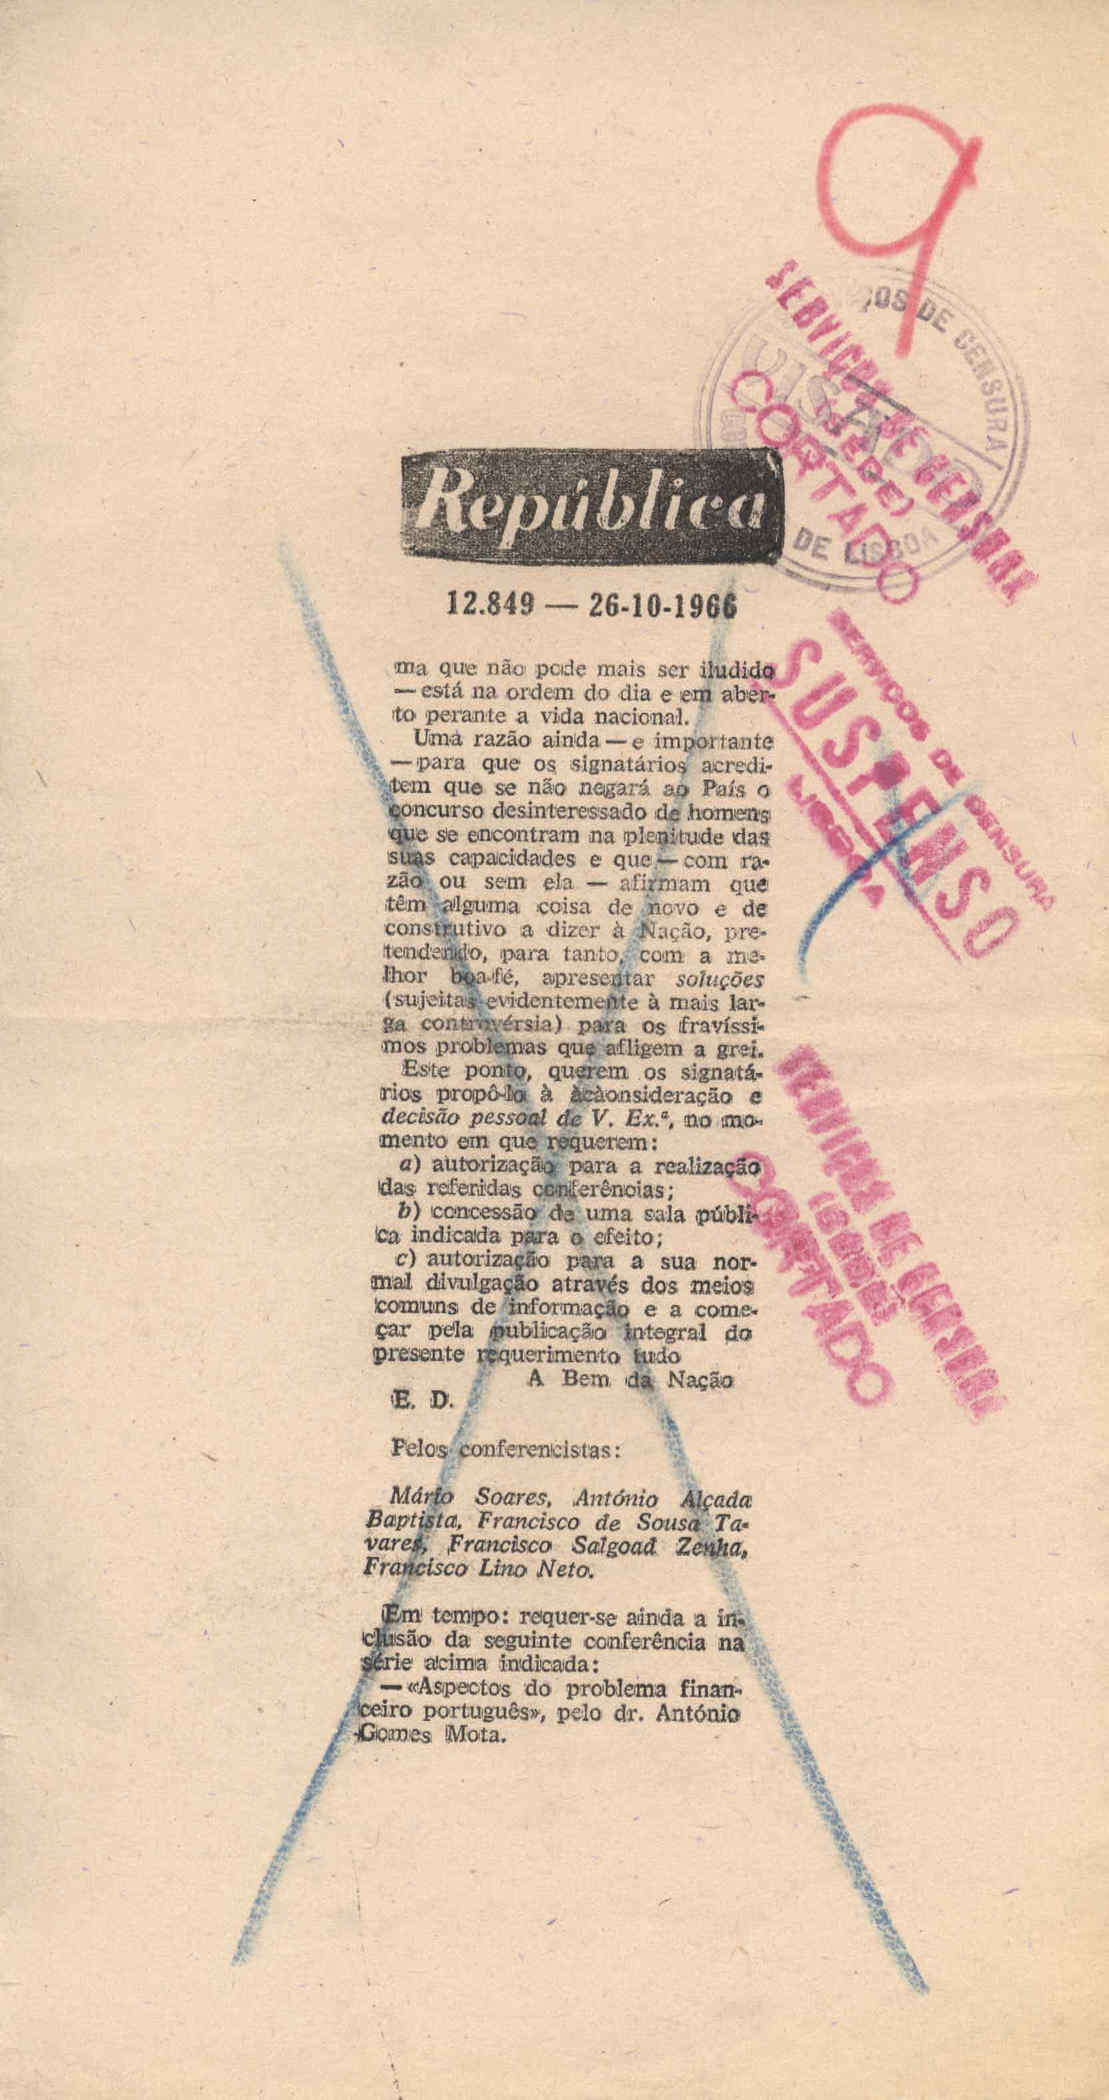 9
SERVIÇOS DE CENSURA
VISADO
DE LISBOA
SERVIÇOS DE CENSURA
(SÉDE)
CORTADO
República
12.849 — 26-10-1966
SERVIÇOS DE CENSURA
SUSPENSO
LISBOA
ma que não pode mais ser iludido
— está na ordem do dia e em aber-
to perante a vida nacional.
Uma razão ainda — e importante
— para que os signatários acredi-
tem que se não negará ao País o
concurso desinteressado de homens
que se encontram na plenitude das
suas capacidades e que — com ra-
zão ou sem ela — afirmam que
têm alguma coisa de novo e de
construtivo a dizer à Nação, pre-
tendendo, para tanto, com a me-
lhor boa-fé, apresentar soluções
(sujeitas evidentemente à mais lar-
ga controvérsia) para os fravíssi-
mos problemas que afligem a grei.
Este ponto, querem os signatá-
rios propô-lo à àcàonsideração e
decisão pessoal de V. Ex.ª, no mo-
mento em que requerem:
a) autorização para a realização
das referidas conferências;
b) concessão de uma sala públi-
ca indicada para o efeito;
c) autorização para a sua nor-
mal divulgação através dos meios
comuns de informação e a come-
çar pela publicação integral do
presente requerimento tudo
A Bem da Nação
E. D.
SERVIÇOS DE CENSURA
CORTADO
Pelos conferencistas:
Mário Soares, António Alçada
Baptista, Francisco de Sousa Ta-
vares, Francisco Salgoad Zenha,
Francisco Lino Neto.
Em tempo: requer-se ainda a in-
clusão da seguinte conferência na
série acima indicada:
— «Aspectos do problema finan-
ceiro português», pelo dr. António
Gomes Mota.